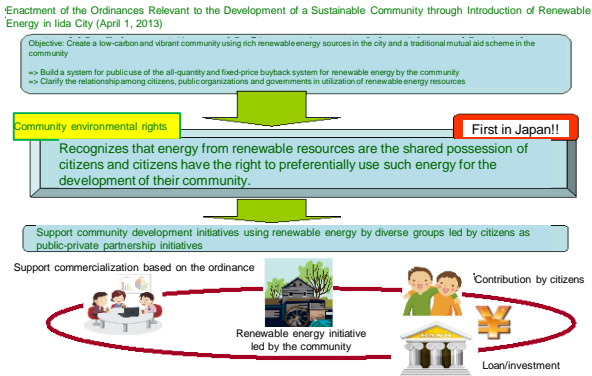 Enactment of the Ordinances Relevant to the Development of a Sustainable Community through Introduction of Renewable
Energy in Iida City (April 1, 2013)
Objective: Create a low-carbon and vibrant community using rich renewable energy sources in the city and a traditional mutual aid scheme in the
community
=> Build a system for public use of the all-quantity and fixed-price buyback system for renewable energy by the community
=> Clarify the relationship among citizens, public organizations and governments in utilization of renewable energy resources
Community environmental rights
First in Japan!!
Recognizes that energy from renewable resources are the shared possession of
citizens and citizens have the right to preferentially use such energy for the
development of their community.
Support community development initiatives using renewable energy by diverse groups led by citizens as
public-private partnership initiatives
Support commercialization based on the ordinance
Contribution by citizens
Renewable energy initiative
led by the community
BANK
¥
Loan/investment